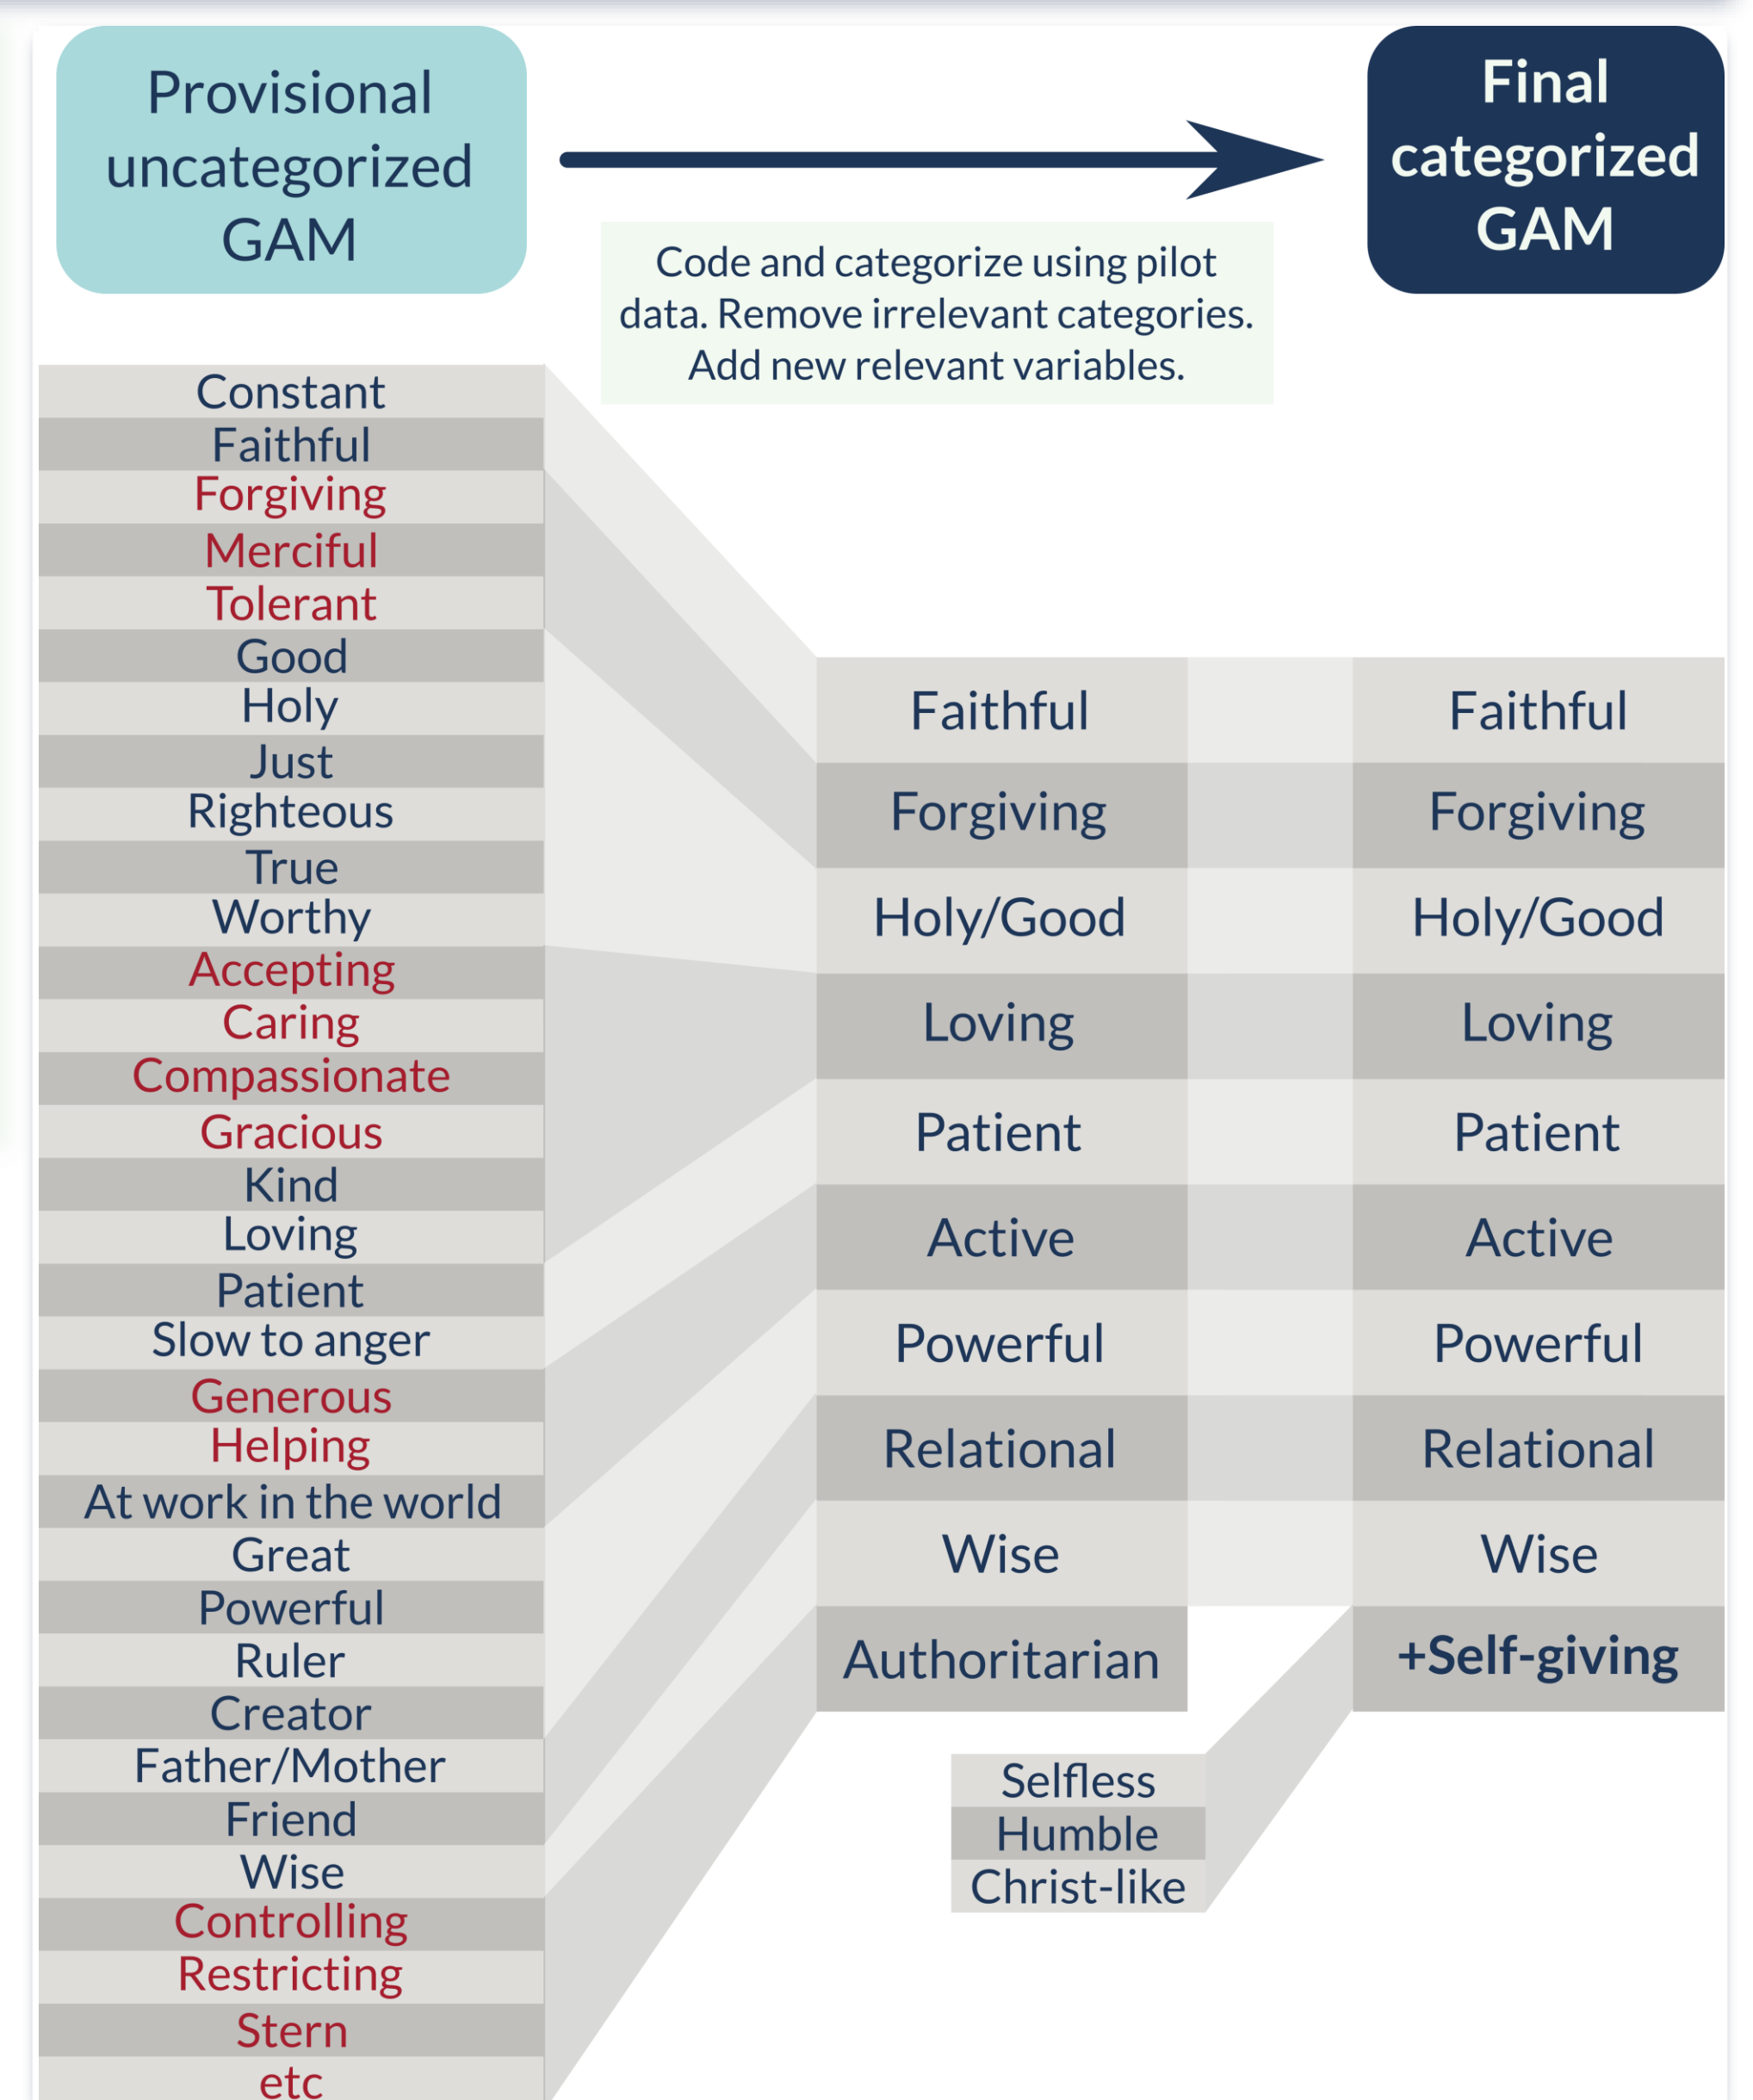 Provisional
uncategorized
GAM
Final
categorized
GAM
Code and categorize using pilot
data. Remove irrelevant categories.
Add new relevant variables.
Constant
Faithful
Forgiving
Merciful
Tolerant
Good
Holy
Just
Righteous
True
Worthy
Accepting
Caring
Compassionate
Gracious
Kind
Loving
Patient
Slow to anger
Generous
Helping
At work in the world
Great
Powerful
Ruler
Creator
Father/Mother
Friend
Wise
Controlling
Restricting
Stern
etc
Faithful
Forgiving
Holy/Good
Loving
Patient
Active
Powerful
Relational
Wise
Authoritarian
Selfless
Humble
Christ-like
Faithful
Forgiving
Holy/Good
Loving
Patient
Active
Powerful
Relational
Wise
+Self-giving